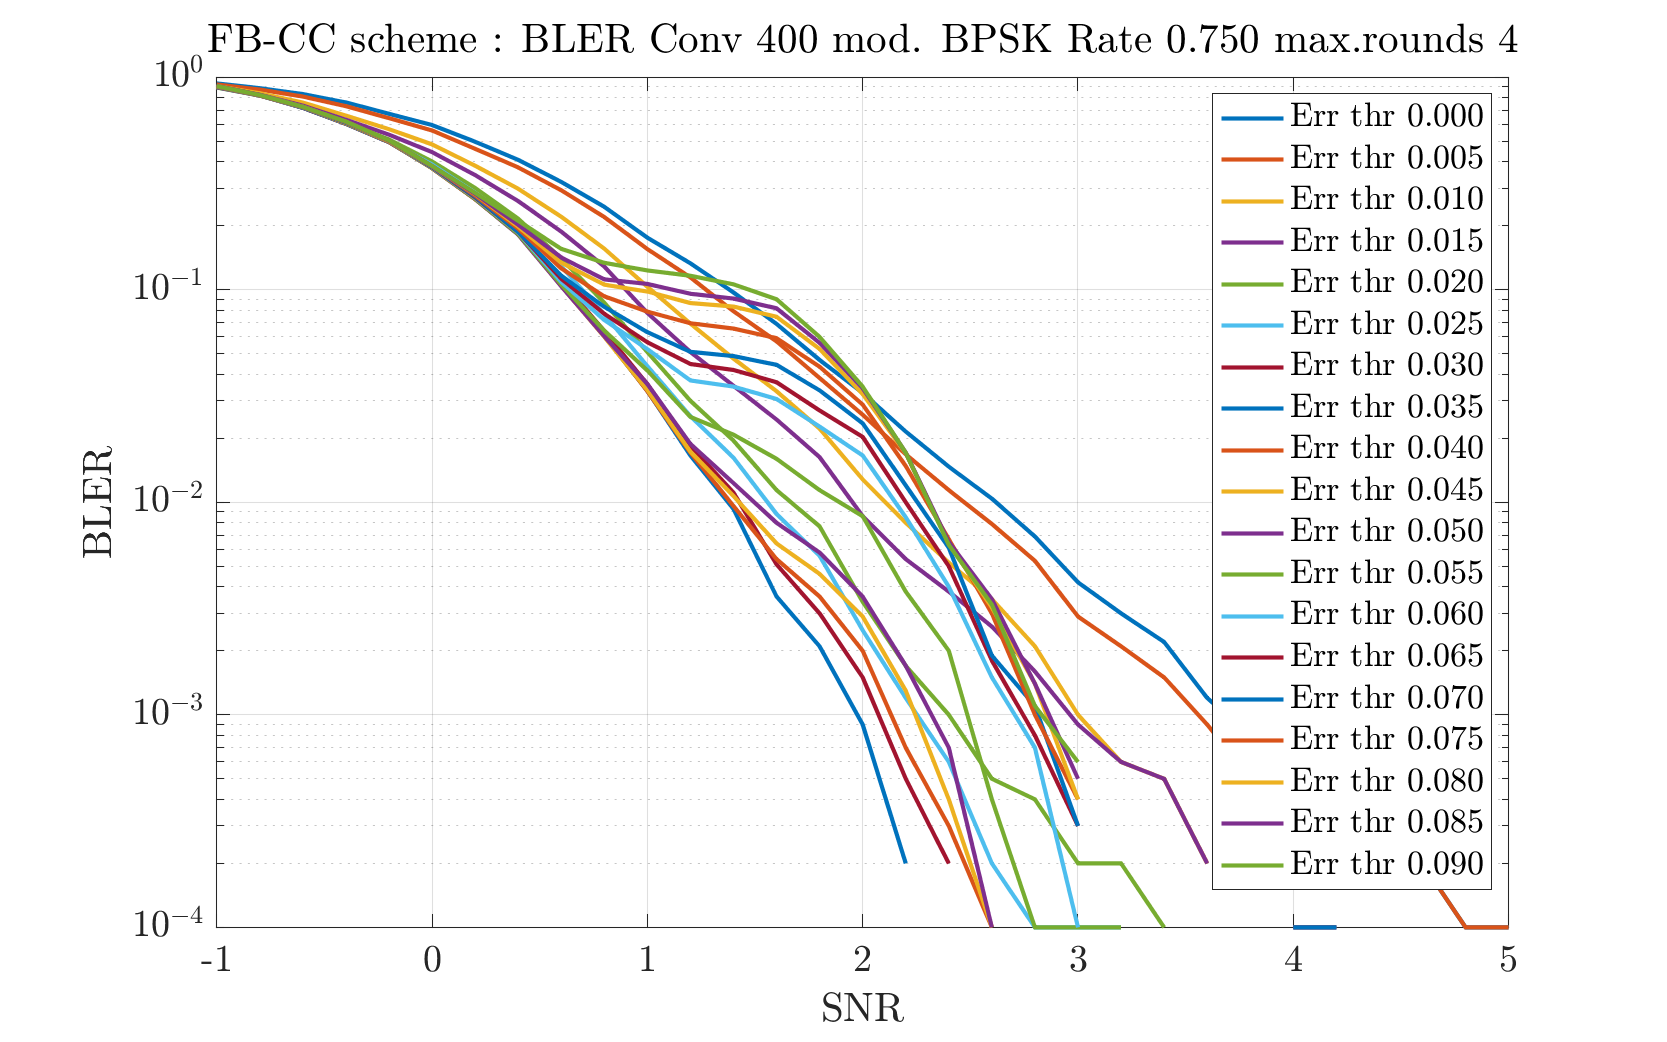 FB-CC scheme : BLER Conv 400 mod. BPSK Rate 0.750 max.rounds 4
10^0
10^-1
10^-2
10^-3
10^-4
BLER
-1 0 1 2 3 4 5
SNR
Err thr 0.000
Err thr 0.005
Err thr 0.010
Err thr 0.015
Err thr 0.020
Err thr 0.025
Err thr 0.030
Err thr 0.035
Err thr 0.040
Err thr 0.045
Err thr 0.050
Err thr 0.055
Err thr 0.060
Err thr 0.065
Err thr 0.070
Err thr 0.075
Err thr 0.080
Err thr 0.085
Err thr 0.090